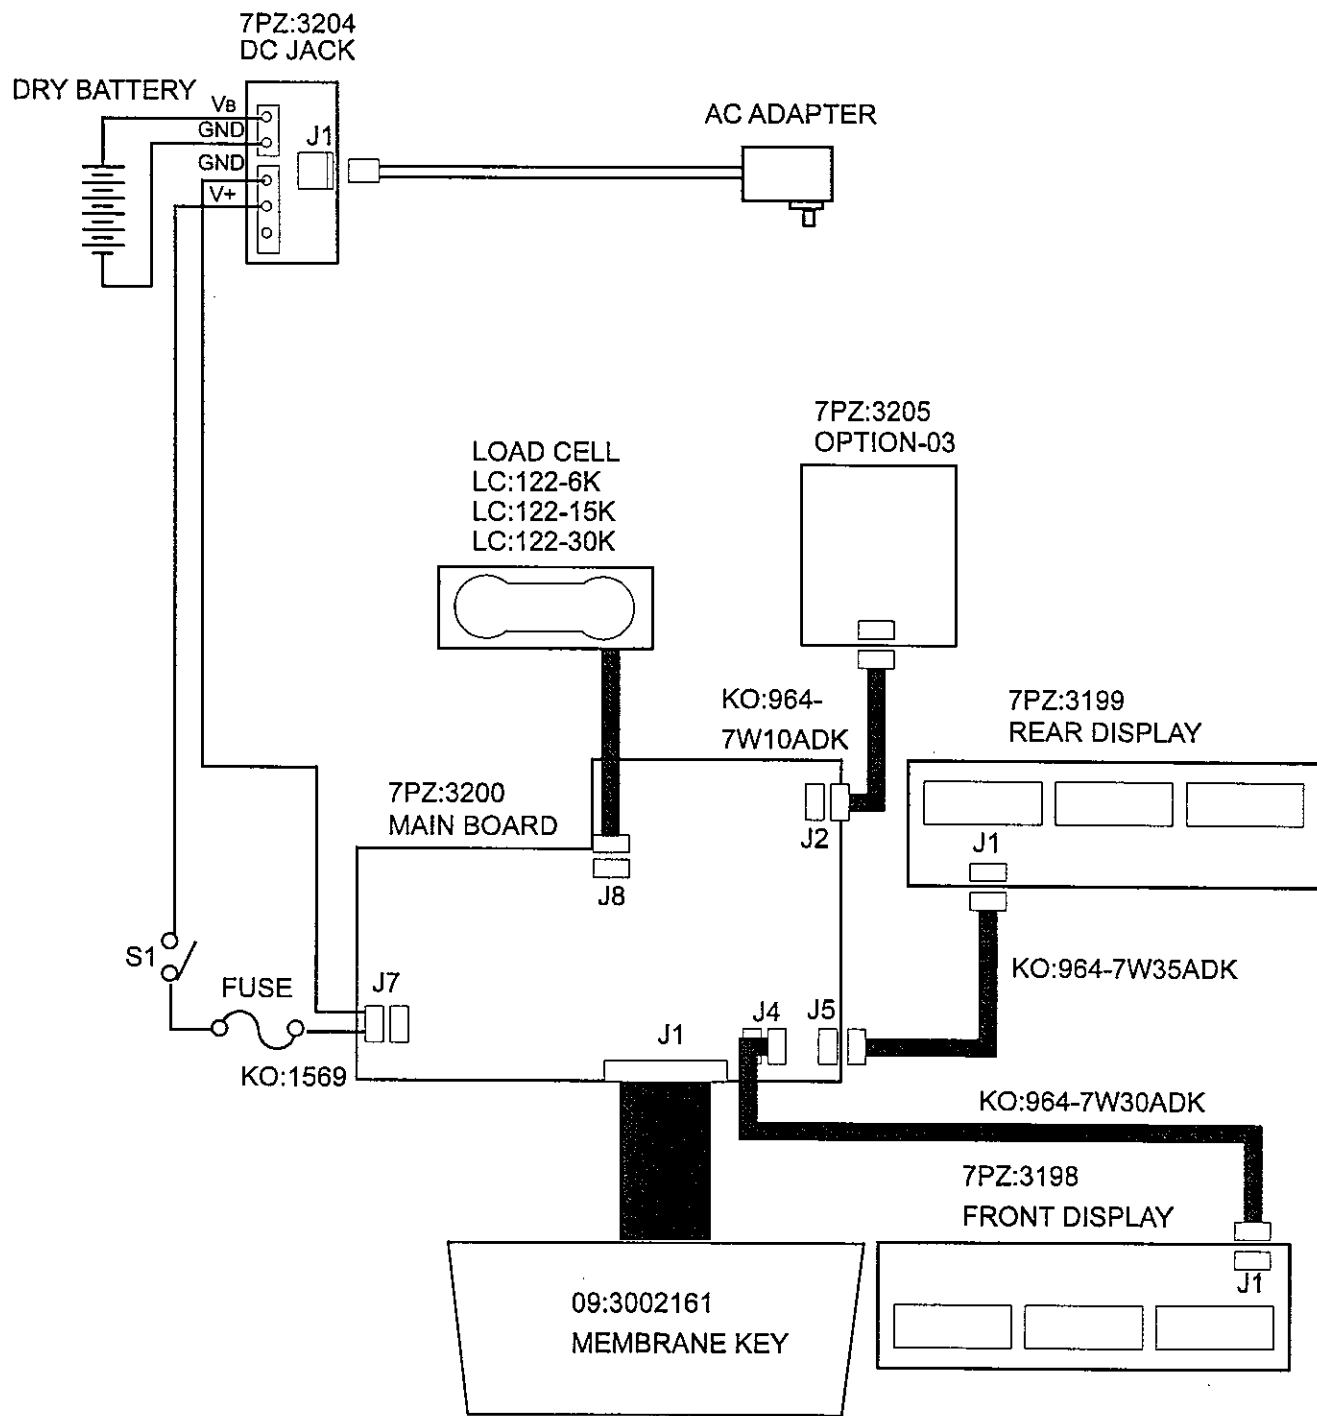 7PZ:3204
DC JACK
DRY BATTERY
VB
GND
GND
V+
J1
AC ADAPTER
7PZ:3205
OPTION-03
LOAD CELL
LC:122-6K
LC:122-15K
LC:122-30K
KO:964-
7W10ADK
7PZ:3199
REAR DISPLAY
7PZ:3200
MAIN BOARD
J2
J1
J8
S1
FUSE
J7
KO:964-7W35ADK
J4
J5
J1
KO:1569
KO:964-7W30ADK
7PZ:3198
FRONT DISPLAY
J1
09:3002161
MEMBRANE KEY